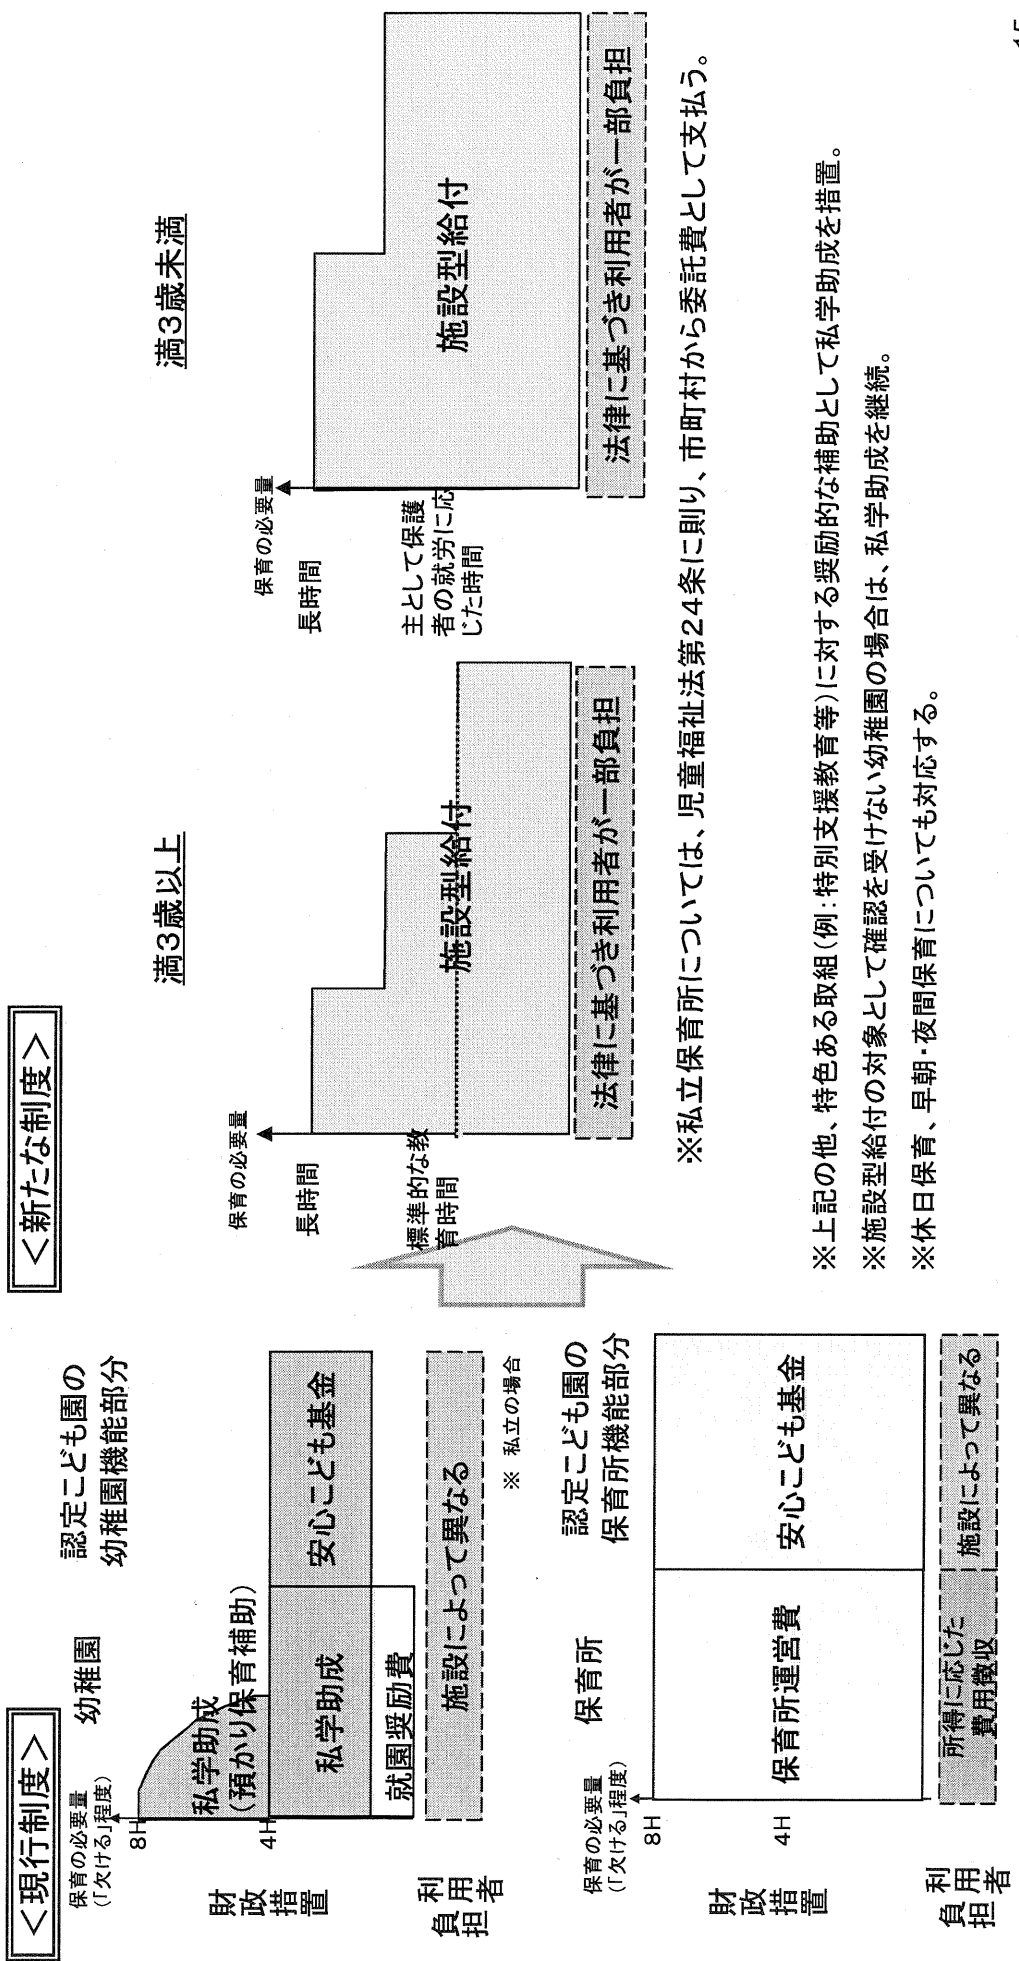 ＜現行制度＞
保育の必要量
（「欠ける」程度）
幼稚園
認定こども園の
幼稚園機能部分
8H
4H
財政措置
私学助成
（預かり保育補助）
私学助成
安心こども基金
就園奨励費
利用者負担
施設によって異なる
※ 私立の場合
保育の必要量
（「欠ける」程度）
保育所
認定こども園の
保育所機能部分
8H
4H
財政措置
保育所運営費
安心こども基金
利用者負担
所得に応じた
費用徴収
施設によって異なる
＜新たな制度＞
満３歳以上
保育の必要量
長時間
標準的な教
育時間
施設型給付
法律に基づき利用者が一部負担
満３歳未満
保育の必要量
長時間
主として保護
者の就労に応
じた時間
施設型給付
法律に基づき利用者が一部負担
※私立保育所については、児童福祉法第２４条に則り、市町村から委託費として支払う。
※上記の他、特色ある取組（例：特別支援教育等）に対する奨励的な補助として私学助成を措置。
※施設型給付の対象として確認を受けない幼稚園の場合は、私学助成を継続。
※休日保育、早朝・夜間保育についても対応する。